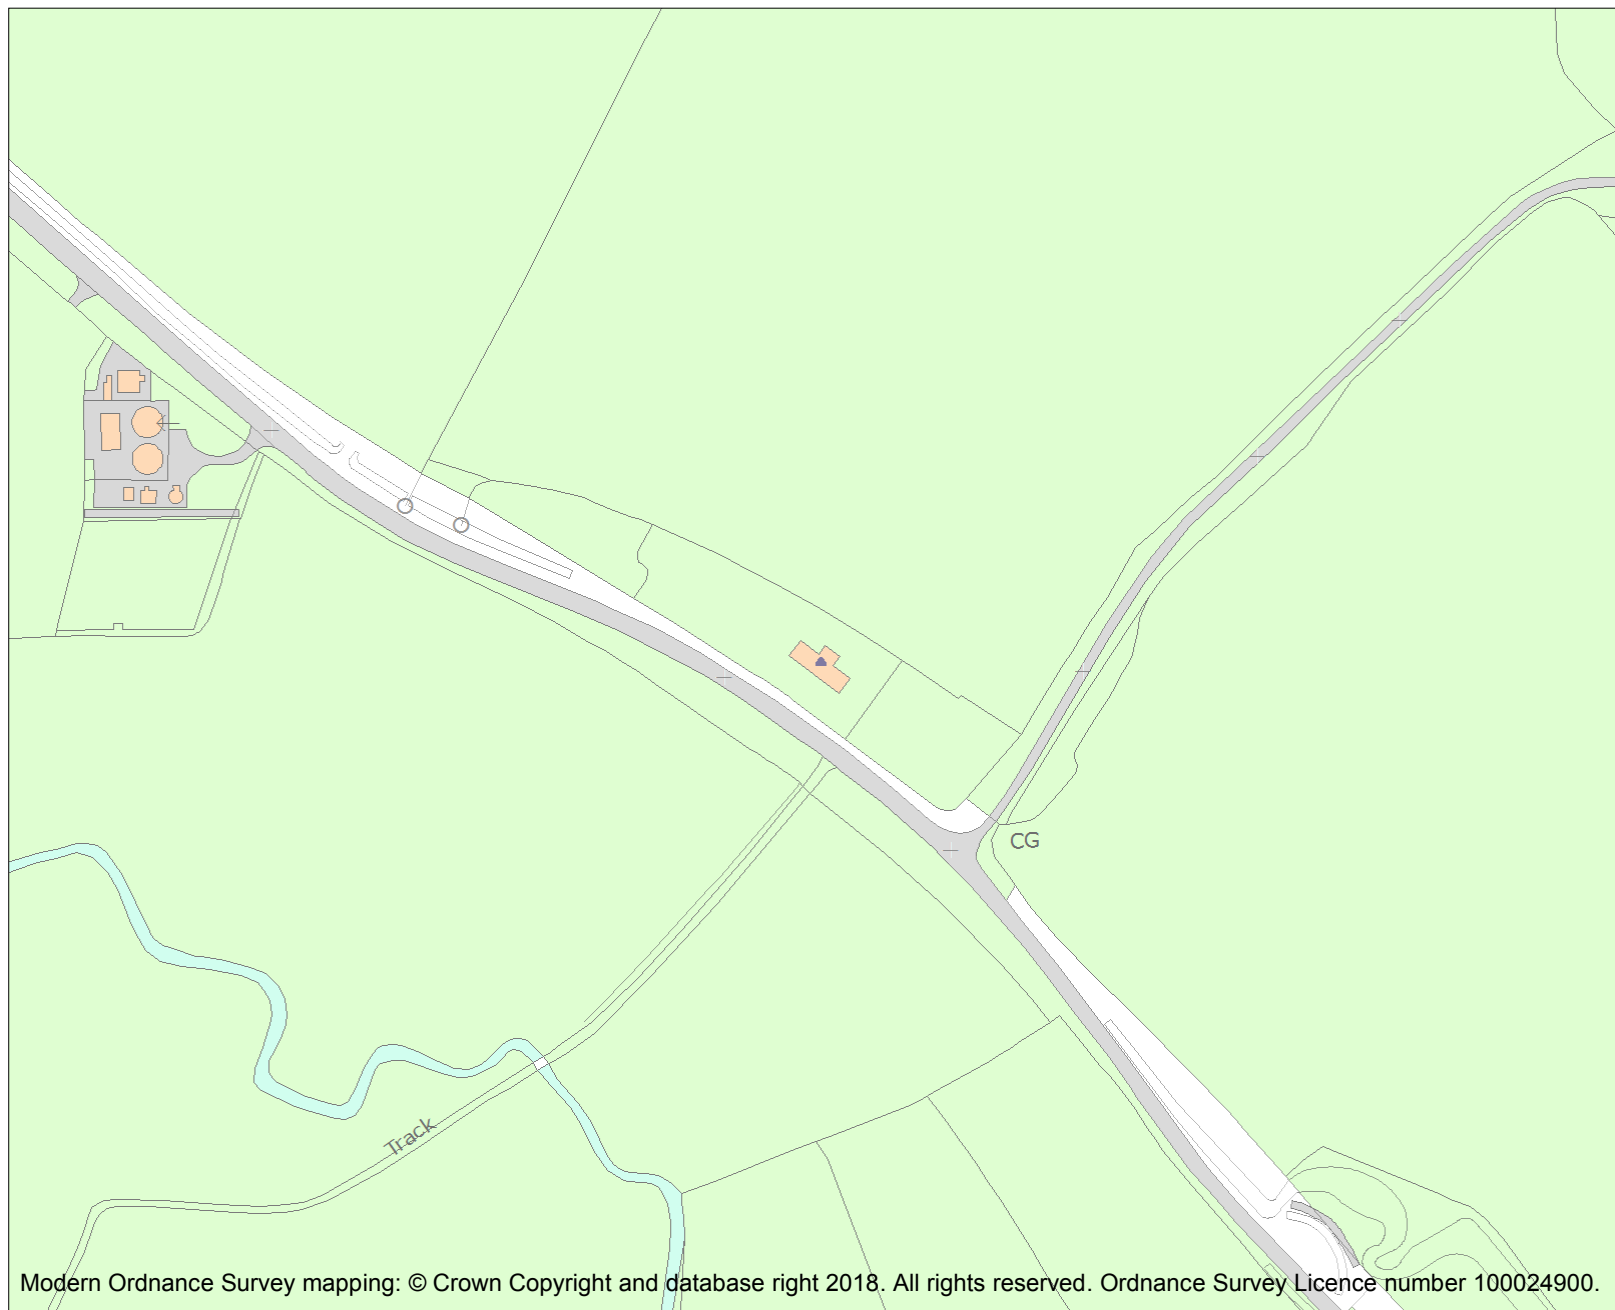 CG
Track
Modern Ordnance Survey mapping: © Crown Copyright and database right 2018. All rights reserved. Ordnance Survey Licence number 100024900.